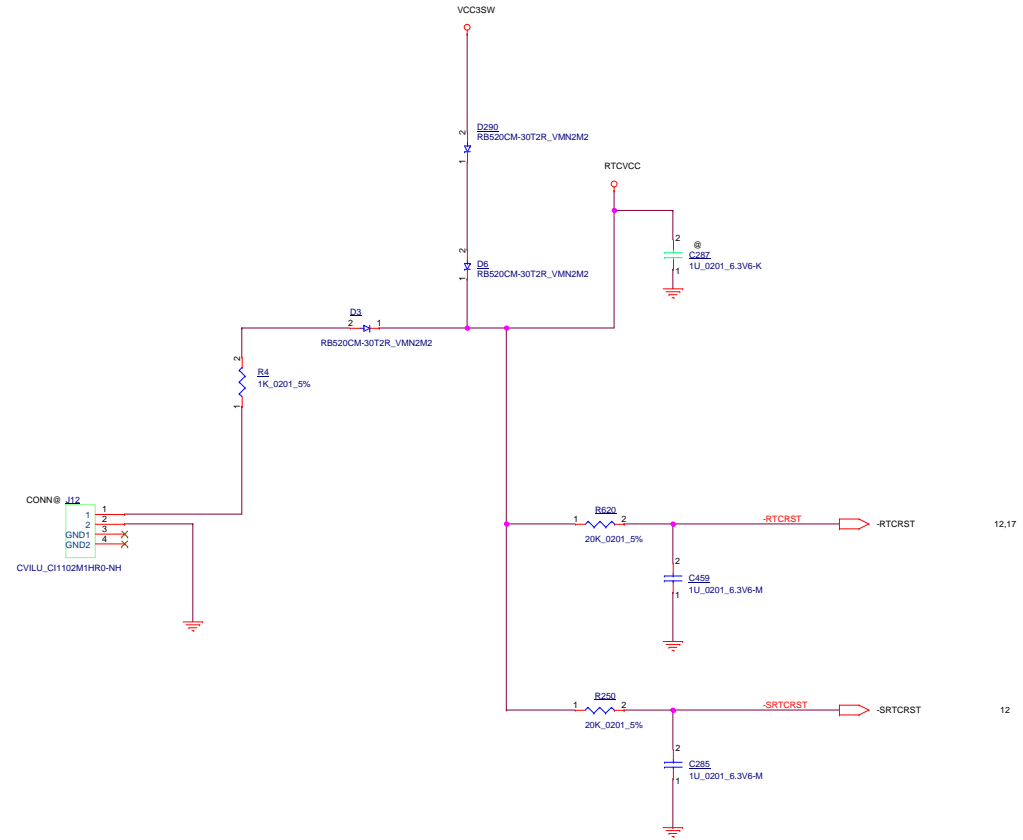 VCC3SW
2
D290
RB520CM-30T2R_VMN2M2
1
RTCVCC
2
@
C287
1U_0201_6.3V6-K
1
2
D6
RB520CM-30T2R_VMN2M2
1
D3
2
1
RB520CM-30T2R_VMN2M2
2
R4
1K_0201_5%
1
CONN@ J12
1 1
2 2
GND1 3
GND2 4
CVILU_CI1102M1HR0-NH
R620
1 2
20K_0201_5%
-RTCRST
-RTCRST
12,17
2
C459
1U_0201_6.3V6-M
1
R250
1 2
20K_0201_5%
-SRTCRST
-SRTCRST
12
2
C285
1U_0201_6.3V6-M
1